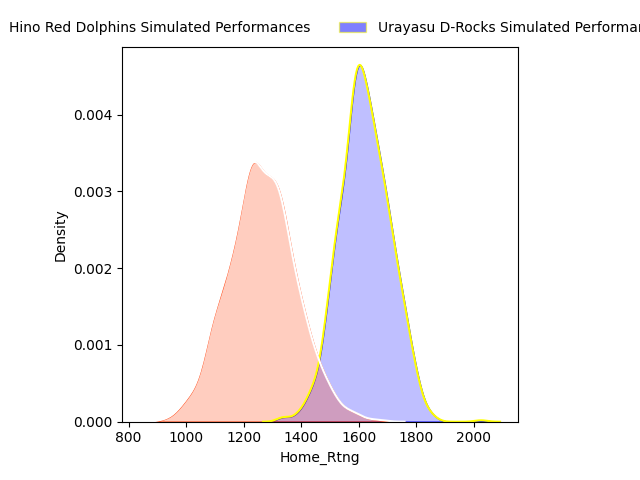 Hino Red Dolphins Simulated Performances
Urayasu D-Rocks Simulated Performan
0.004
0.003
0.002
0.001
0.000
Density
800 1000 1200 1400 1600 1800 2000
Home_Rtng